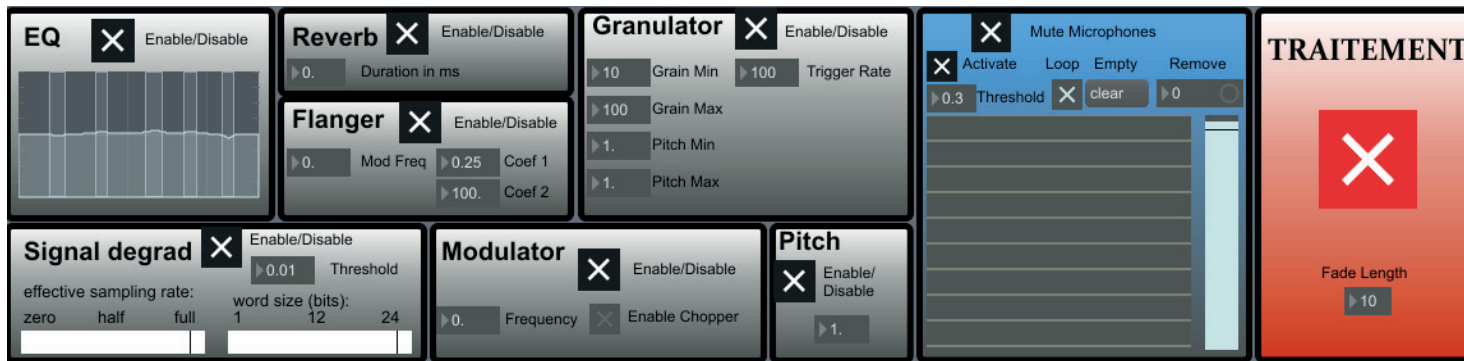 EQ
Enable/Disable
Reverb
Enable/Disable
0.
Duration in ms
Flanger
Enable/Disable
0.
Mod Freq
0.25
Coef 1
100.
Coef 2
Granulator
Enable/Disable
10
Grain Min
100
Trigger Rate
100
Grain Max
1.
Pitch Min
1.
Pitch Max
Mute Microphones
Activate
Loop
Empty
Remove
0.3
Threshold
clear
0
TRAITEMENT
Fade Length
10
Signal degrad
Enable/Disable
0.01
Threshold
effective sampling rate:
zero half full
word size (bits):
1 12 24
Modulator
Enable/Disable
0.
Frequency
Enable Chopper
Pitch
Enable/
Disable
1.